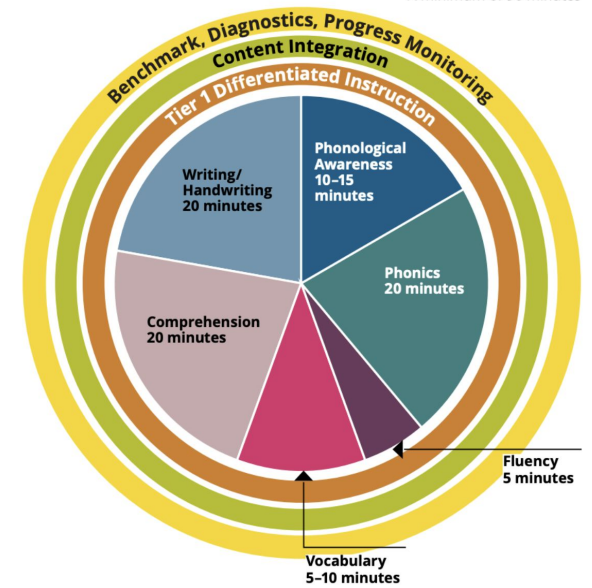 Benchmark, Diagnostics, Progress Monitoring
Content Integration
Tier 1 Differentiated Instruction
Phonological
Awareness
10–15
minutes
Writing/
Handwriting
20 minutes
Phonics
20 minutes
Comprehension
20 minutes
Fluency
5 minutes
Vocabulary
5–10 minutes